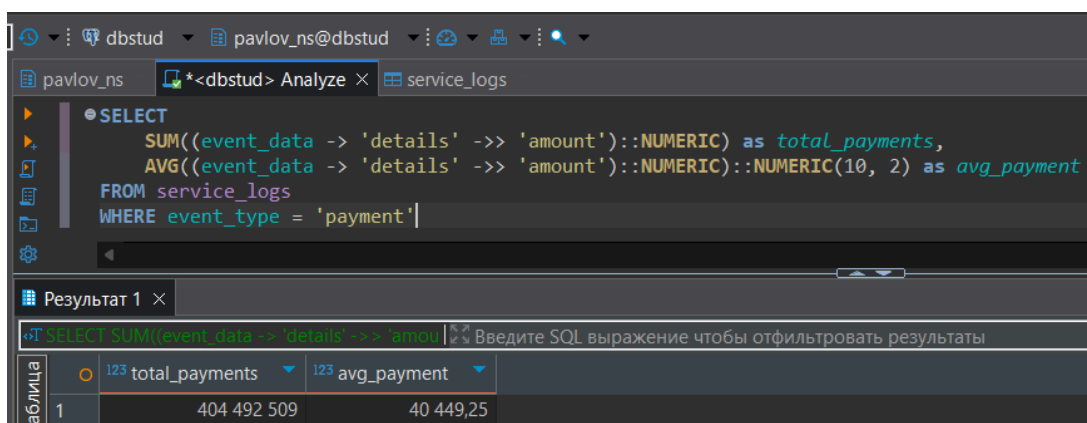 dbstud pavlov_ns@dbstud
pavlov_ns *<dbstud> Analyze × service_logs
SELECT
SUM((event_data -> 'details' ->> 'amount')::NUMERIC) as total_payments,
AVG((event_data -> 'details' ->> 'amount')::NUMERIC)::NUMERIC(10, 2) as avg_payment
FROM service_logs
WHERE event_type = 'payment'
Результат 1 ×
SELECT SUM((event_data -> 'details' ->> 'amou Введите SQL выражение чтобы отфильтровать результаты
123 total_payments 123 avg_payment
1 404 492 509 40 449,25